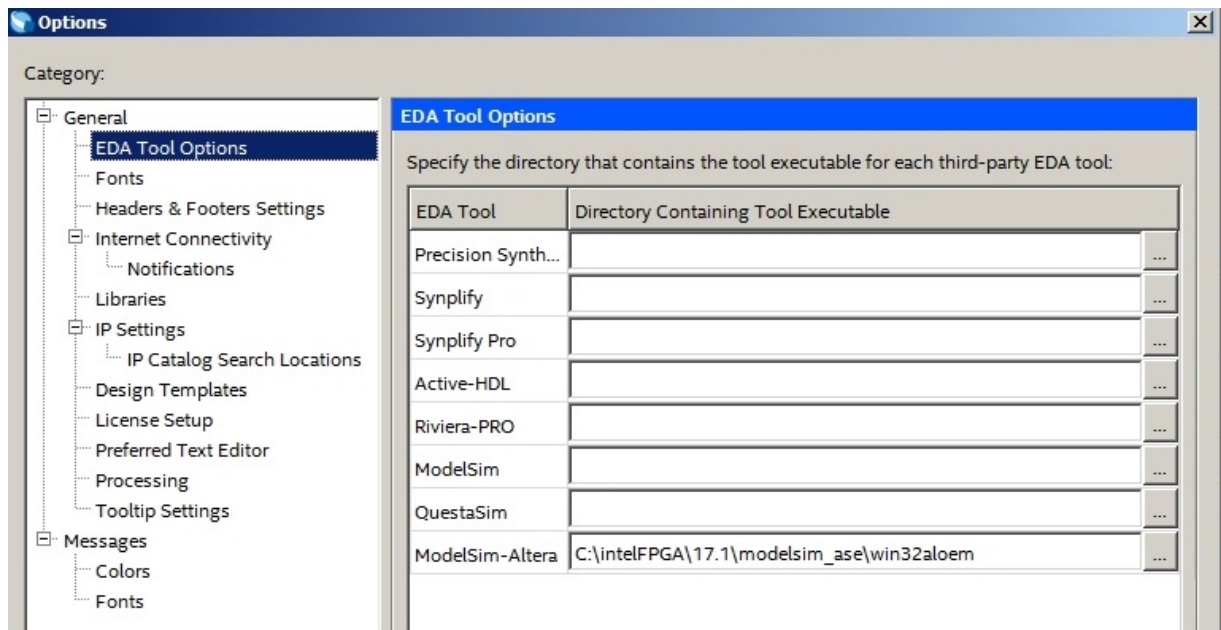 Options
Category:
General
EDA Tool Options
Fonts
Headers & Footers Settings
Internet Connectivity
Notifications
Libraries
IP Settings
IP Catalog Search Locations
Design Templates
License Setup
Preferred Text Editor
Processing
Tooltip Settings
Messages
Colors
Fonts
EDA Tool Options
Specify the directory that contains the tool executable for each third-party EDA tool:
EDA Tool Directory Containing Tool Executable
Precision Synth... ...
Synplify ...
Synplify Pro ...
Active-HDL ...
Riviera-PRO ...
ModelSim ...
QuestaSim ...
ModelSim-Altera C:\intelFPGA\17.1\modelsim_ase\win32aloem ...